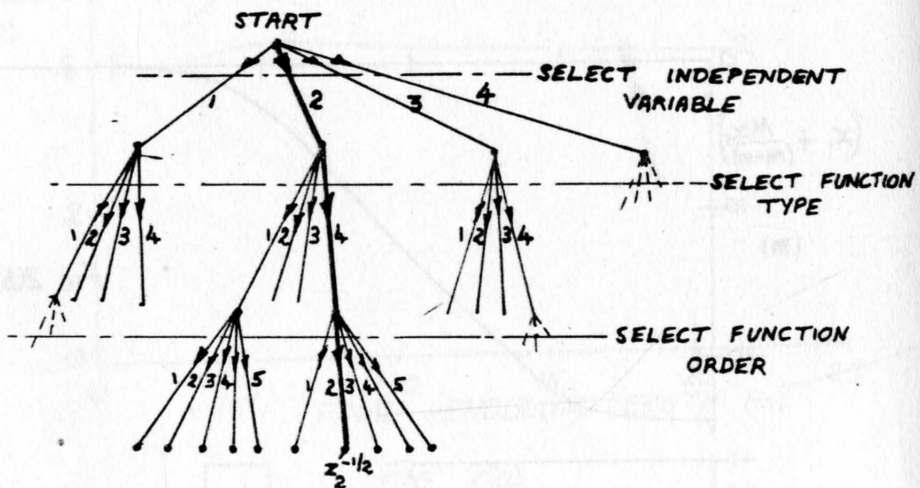 START
SELECT INDEPENDENT
VARIABLE
1 2 3 4
SELECT FUNCTION
TYPE
1 2 3 4 1 2 3 4 1 2 3 4
SELECT FUNCTION
ORDER
1 2 3 4 5 1 2 3 4 5
z₂^-1/2